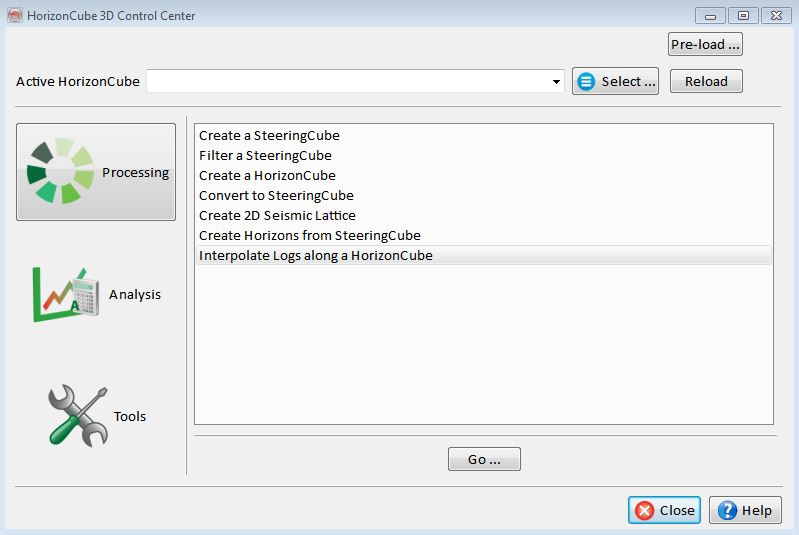 HorizonCube 3D Control Center
Pre-load ...
Active HorizonCube
Select ...
Reload
Processing
Analysis
Tools
Create a SteeringCube
Filter a SteeringCube
Create a HorizonCube
Convert to SteeringCube
Create 2D Seismic Lattice
Create Horizons from SteeringCube
Interpolate Logs along a HorizonCube
Go ...
Close
Help